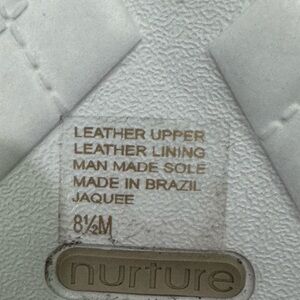 LEATHER UPPER
LEATHER LINING
MAN MADE SOLE
MADE IN BRAZIL
JAQUEE
8½M
nurture